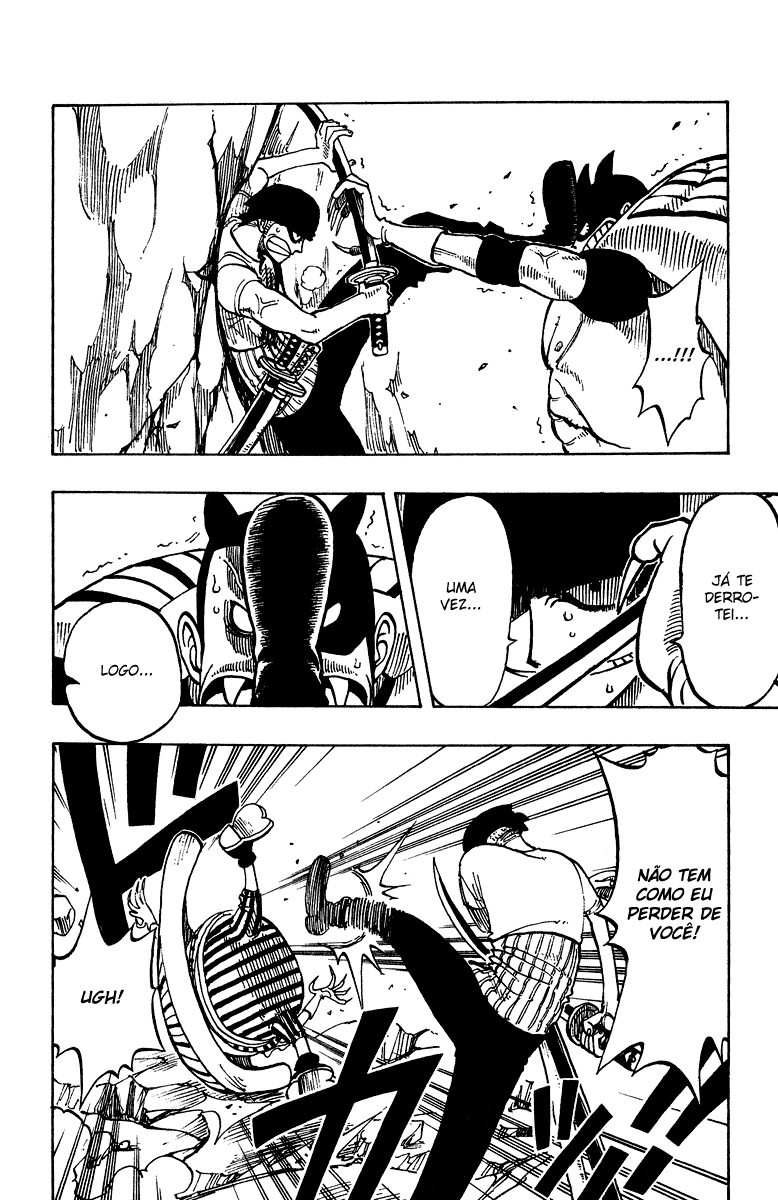 ...!!!
JÁ TE
DERRO-
TEI...
UMA
VEZ...
LOGO...
NÃO TEM
COMO EU
PERDER DE
VOCÊ!
UGH!